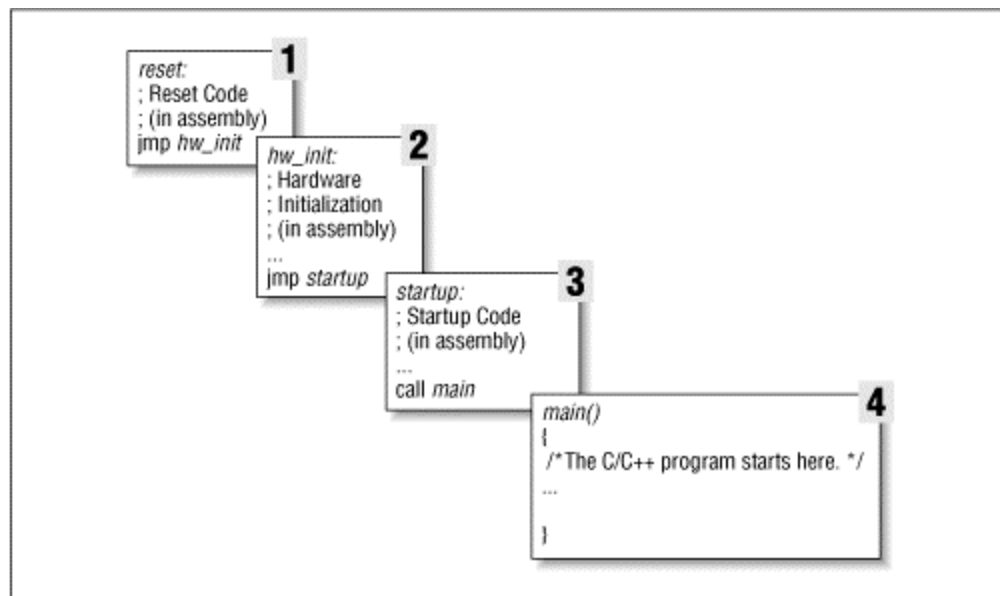 1
reset:
; Reset Code
; (in assembly)
jmp hw_init
2
hw_init:
; Hardware
; Initialization
; (in assembly)
...
jmp startup
3
startup:
; Startup Code
; (in assembly)
...
call main
4
main()
{
/*The C/C++ program starts here. */
...
}